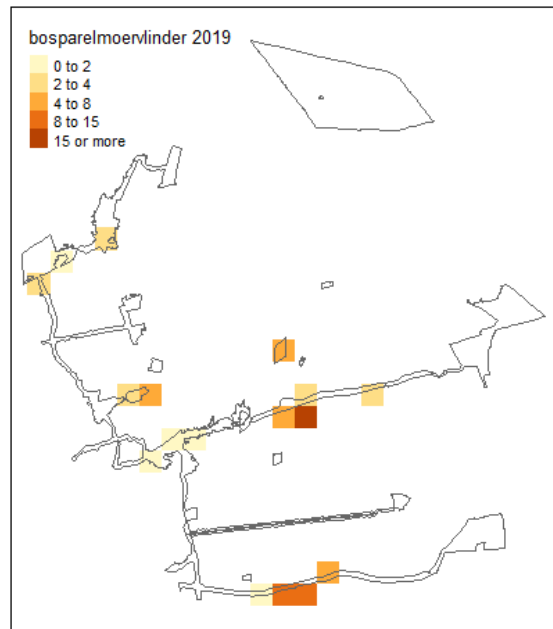 bosparelmoervlinder 2019
0 to 2
2 to 4
4 to 8
8 to 15
15 or more